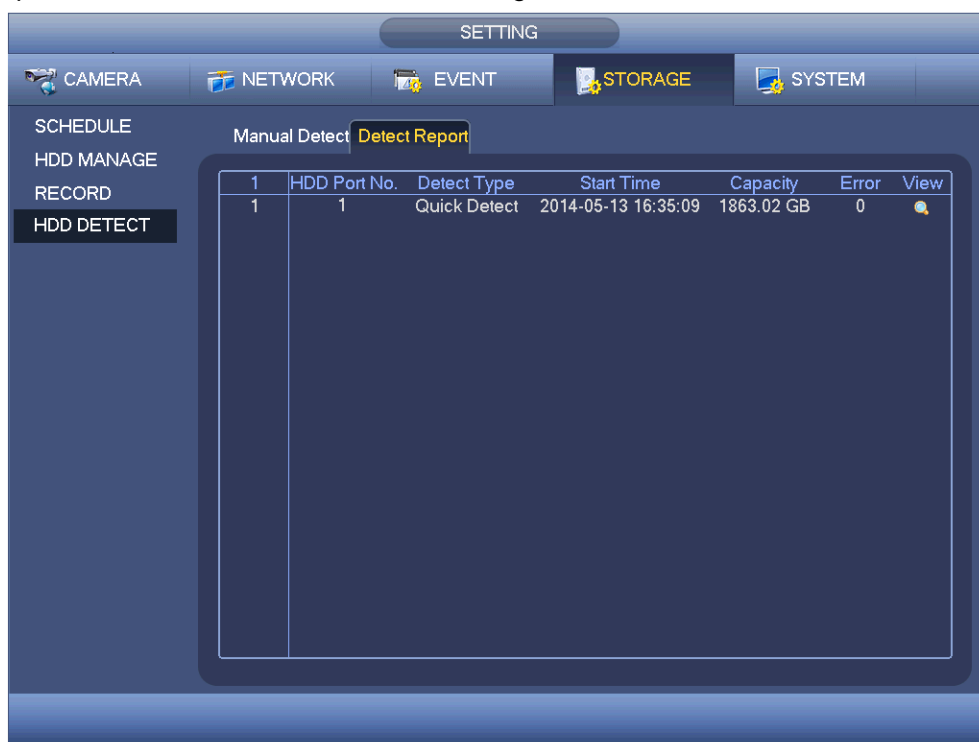 SETTING
CAMERA NETWORK EVENT STORAGE SYSTEM
SCHEDULE
HDD MANAGE
RECORD
HDD DETECT
Manual Detect Detect Report
1 HDD Port No. Detect Type Start Time Capacity Error View
1 1 Quick Detect 2014-05-13 16:35:09 1863.02 GB 0